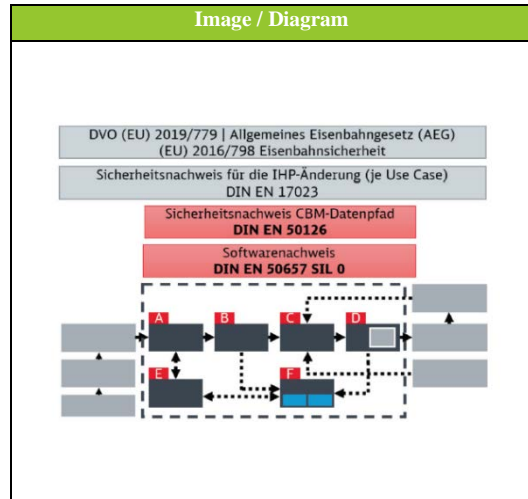 Image / Diagram
DVO (EU) 2019/779 | Allgemeines Eisenbahngesetz (AEG)
(EU) 2016/798 Eisenbahnsicherheit
Sicherheitsnachweis für die IHP-Änderung (je Use Case)
DIN EN 17023
Sicherheitsnachweis CBM-Datenpfad
DIN EN 50126
Softwarenachweis
DIN EN 50657 SIL 0
A B C D
E F